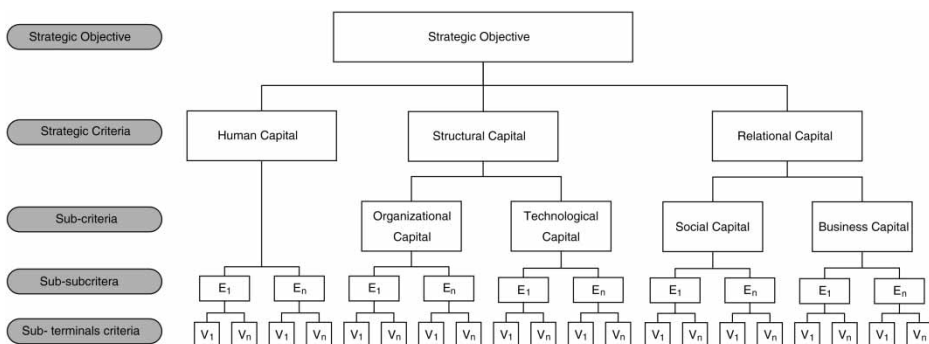 Strategic Objective
Strategic Objective
Strategic Criteria
Human Capital
Structural Capital
Relational Capital
Sub-criteria
Organizational
Capital
Technological
Capital
Social Capital
Business Capital
Sub-subcritera
E₁
Eₙ
E₁
Eₙ
E₁
Eₙ
E₁
Eₙ
E₁
Eₙ
Sub- terminals criteria
V₁
Vₙ
V₁
Vₙ
V₁
Vₙ
V₁
Vₙ
V₁
Vₙ
V₁
Vₙ
V₁
Vₙ
V₁
Vₙ
V₁
Vₙ
V₁
Vₙ